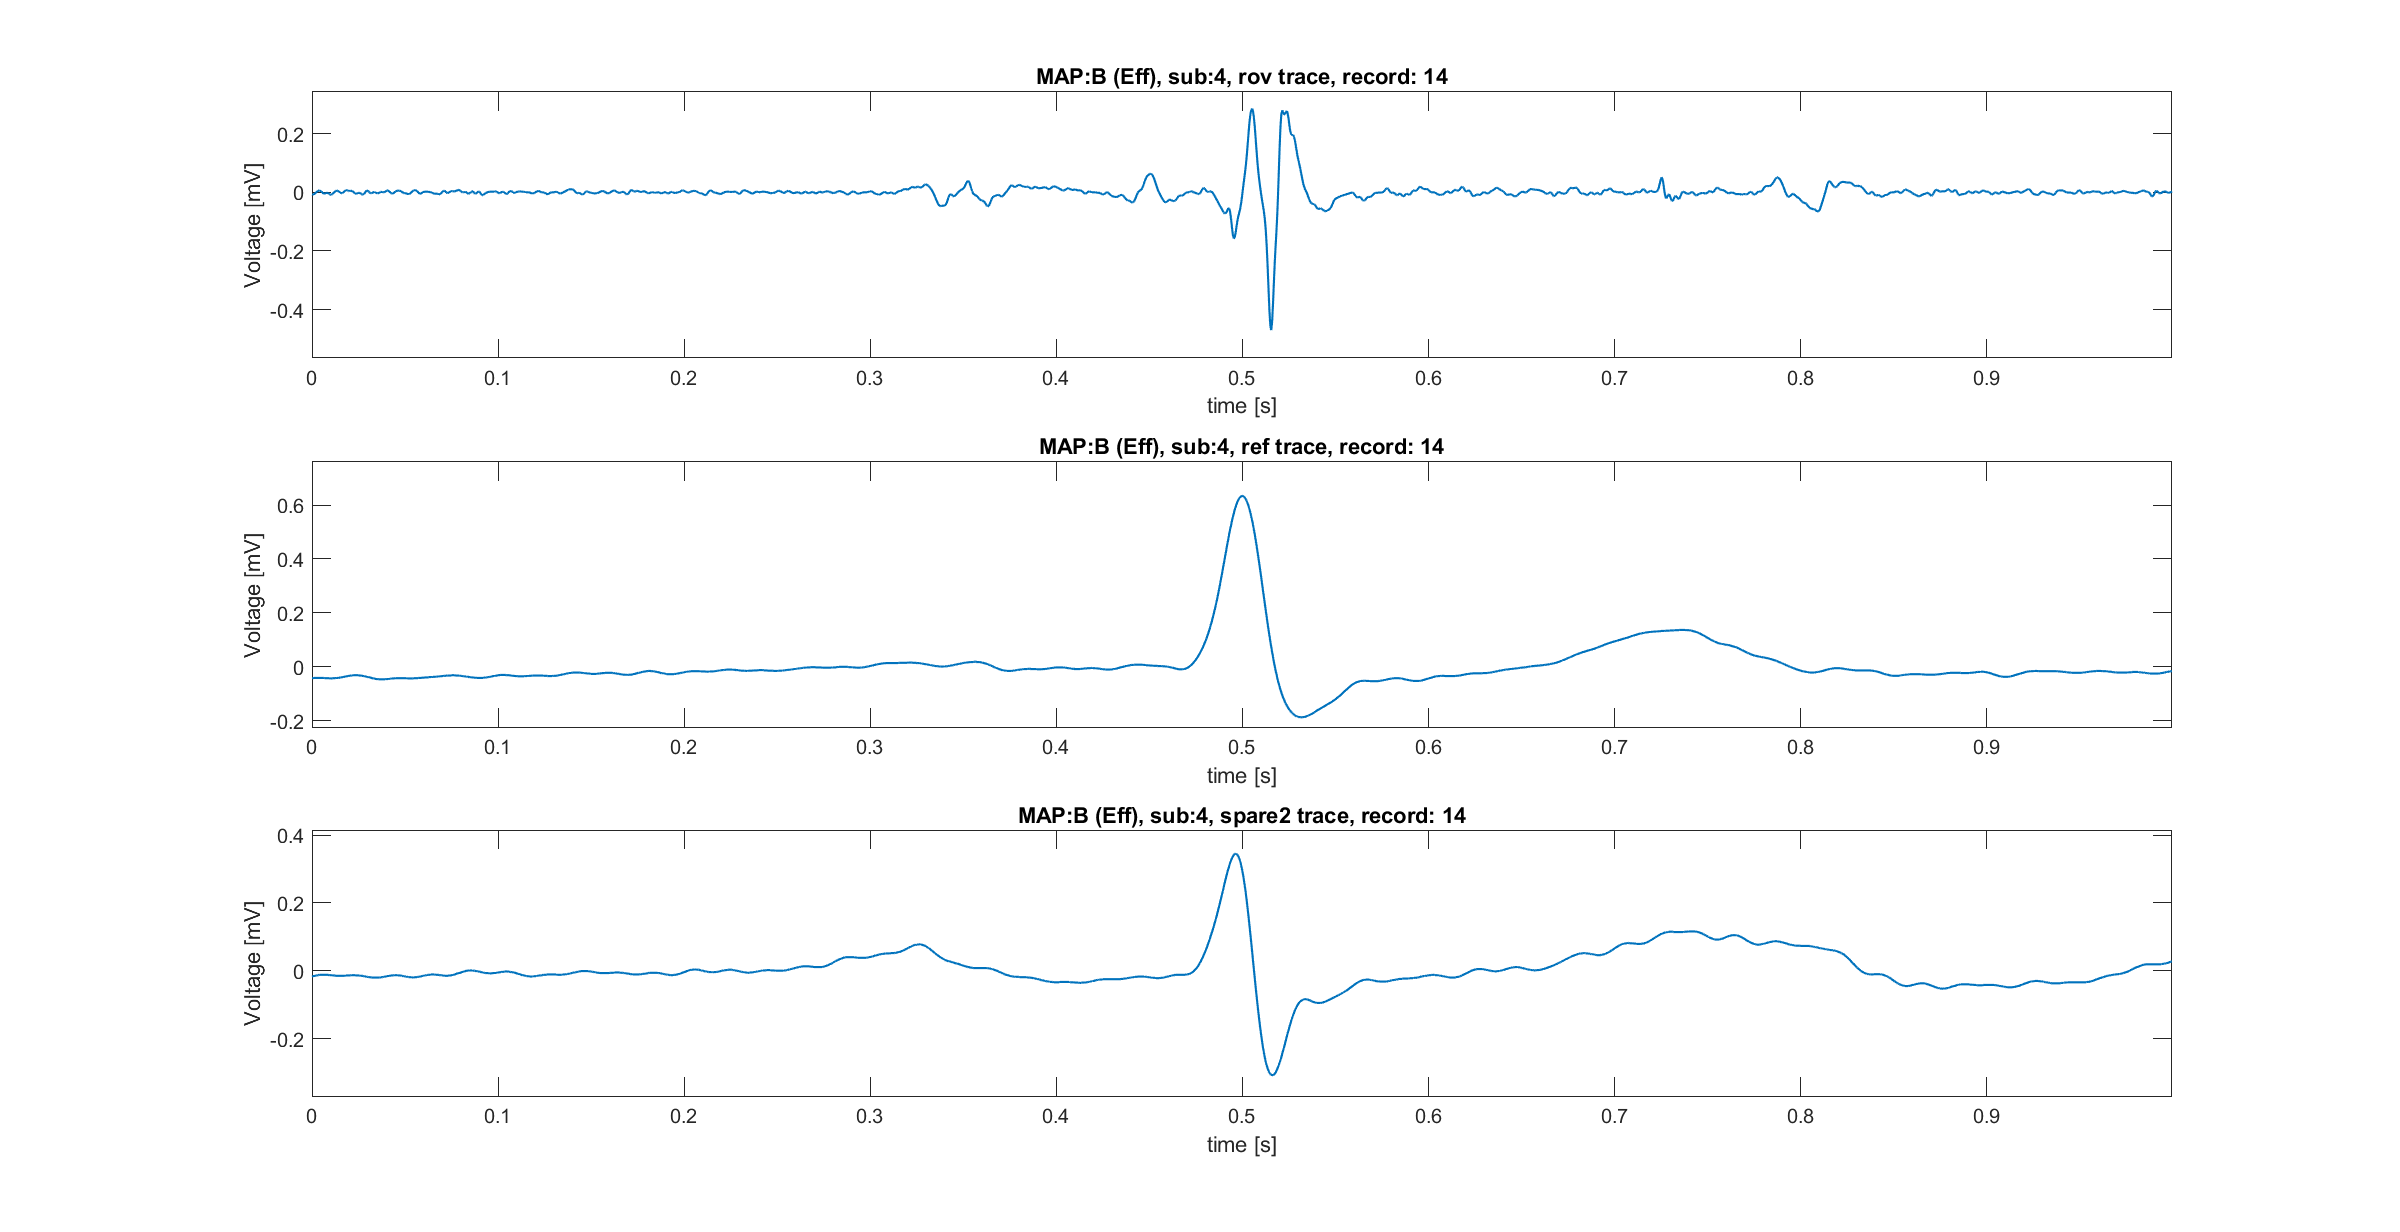 MAP:B (Eff), sub:4, rov trace, record: 14
Voltage [mV]
0.2
0
-0.2
-0.4
0 0.1 0.2 0.3 0.4 0.5 0.6 0.7 0.8 0.9
time [s]
MAP:B (Eff), sub:4, ref trace, record: 14
Voltage [mV]
0.6
0.4
0.2
0
-0.2
0 0.1 0.2 0.3 0.4 0.5 0.6 0.7 0.8 0.9
time [s]
MAP:B (Eff), sub:4, spare2 trace, record: 14
Voltage [mV]
0.4
0.2
0
-0.2
0 0.1 0.2 0.3 0.4 0.5 0.6 0.7 0.8 0.9
time [s]